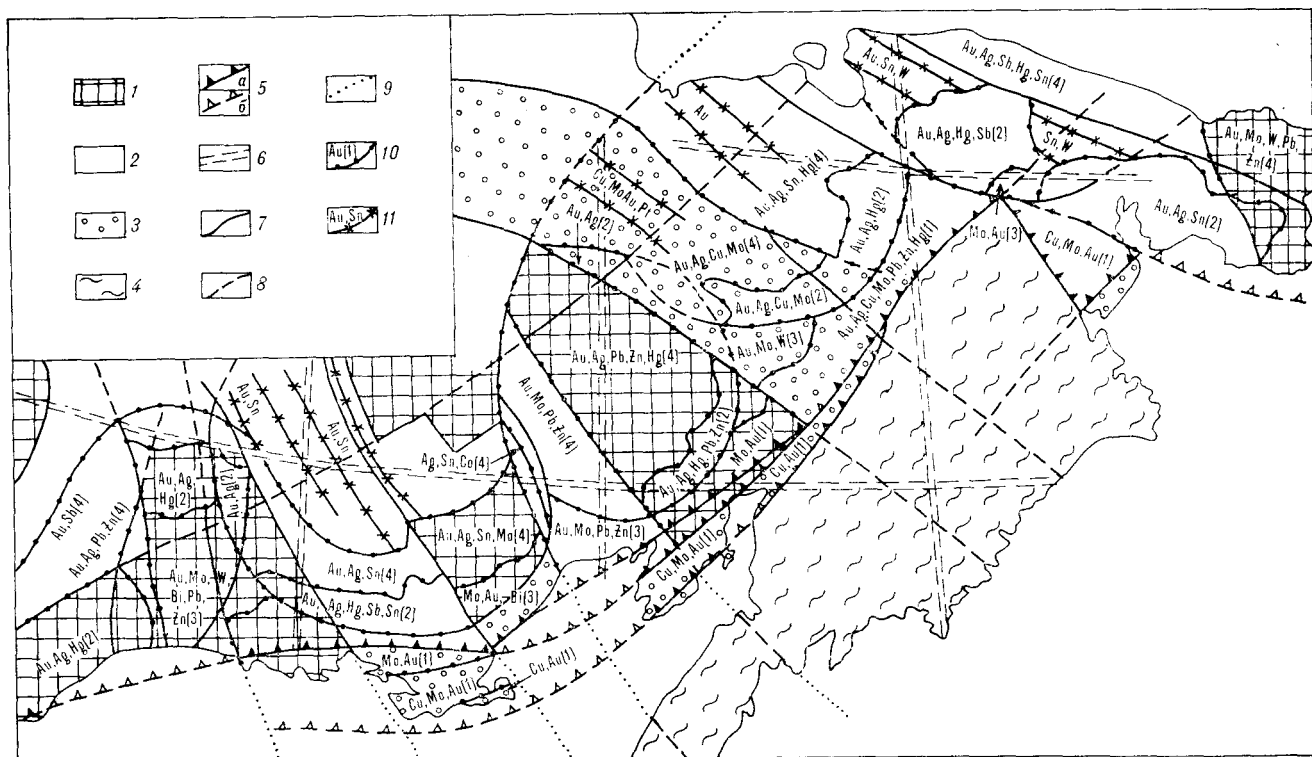 1
2
3
4
5
а
б
6
7
8
9
Au(1)
10
Au,Sn
11
Au,Sn,W
Au,Ag,Sb,Hg,Sn(4)
Au
Au,Ag,Hg,Sb(2)
Sn,W
Au,Mo,W,Pb,
Zn(4)
Cu,MoAu,Pt
Au,Ag(2)
Au,Ag,Sn,Hg(4)
Au,Ag,Hg(2)
Au,Ag,Sn(2)
Mo,Au(3)
Cu,Mo,Au(1)
Au,Ag,Cu,Mo(4)
Au,Ag,Cu,Mo(2)
Au,Ag,Cu,Mo,Pb,Zn,Hg(1)
Au,Mo,W(3)
Au,Ag,Pb,Zn,Hg(4)
Au,Mo,Pb,Zn(4)
Au,Ag,Hg,Pb,Zn(2)
Mo,Au(1)
Cu,Au(1)
Au,Sn
Au,Sn
Ag,Sn,Co(4)
Au,Sb(4)
Au,Ag,Pb,Zn(4)
Au,Ag,
Hg(2)
Au,Ag(2)
Au,Ag,Sn,Mo(4)
Au,Mo,Pb,Zn(3)
Cu,Mo,Au(1)
Au,Mo,W,
Bi,Pb,
Zn(3)
Au,Ag,Sn(4)
Au,Ag,Hg,Sb,Sn(2)
Mo,Au,Bi(3)
Au,Ag,Hg(2)
Mo,Au(1)
Cu,Au(1)
Cu,Mo,Au(1)